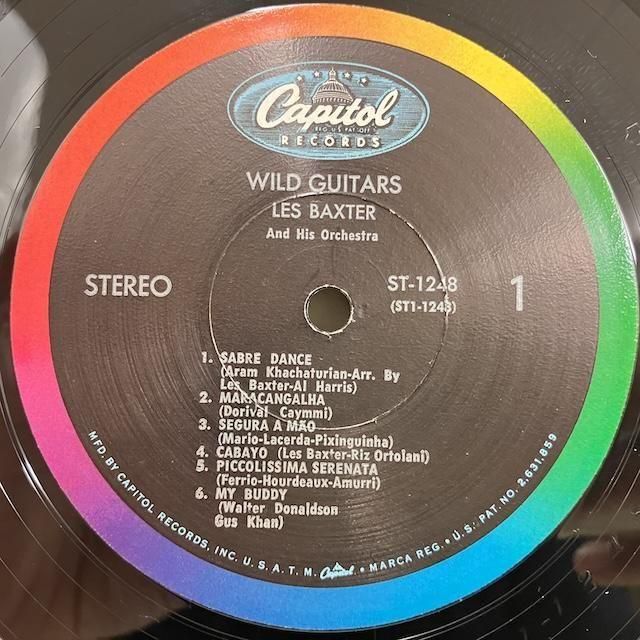 Capitol
REG. U.S. PAT. OFF.
RECORDS
WILD GUITARS
LES BAXTER
And His Orchestra
STEREO
ST-1248
(ST1-1248)
1
1. SABRE DANCE
(Aram Khachaturian-Arr. By
Les Baxter-Al Harris)
2. MARACANGALHA
(Dorival Caymmi)
3. SEGURA A MÃO
(Mario-Lacerda-Pixinguinha)
4. CABAYO (Les Baxter-Riz Ortolani)
5. PICCOLISSIMA SERENATA
(Ferrio-Hourdeaux-Amurri)
6. MY BUDDY
(Walter Donaldson
Gus Khan)
MFD. BY CAPITOL RECORDS, INC. U.S.A. T.M. Capitol • MARCA REG. • U.S. PAT. NO. 2,631,859